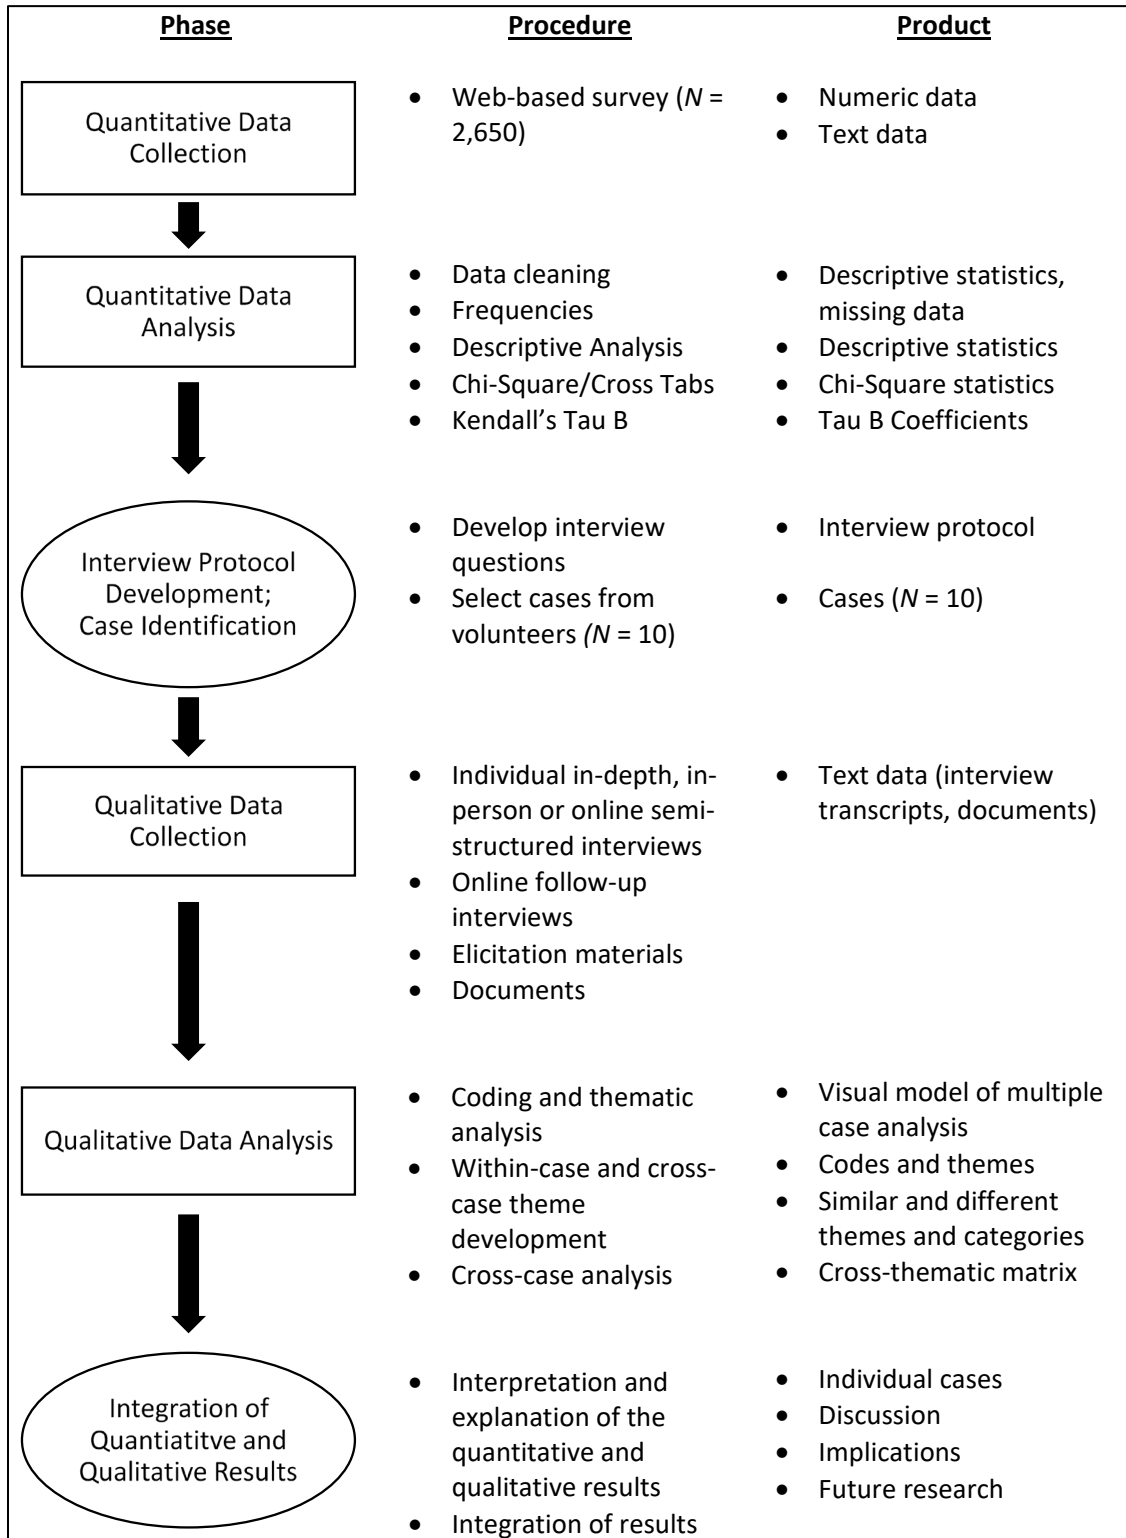 Phase Procedure Product
Quantitative Data
Collection
• Web-based survey (N =
2,650)
• Numeric data
• Text data
Quantitative Data
Analysis
• Data cleaning
• Frequencies
• Descriptive Analysis
• Chi-Square/Cross Tabs
• Kendall's Tau B
• Descriptive statistics,
missing data
• Descriptive statistics
• Chi-Square statistics
• Tau B Coefficients
Interview Protocol
Development;
Case Identification
• Develop interview
questions
• Select cases from
volunteers (N = 10)
• Interview protocol
• Cases (N = 10)
Qualitative Data
Collection
• Individual in-depth, in-
person or online semi-
structured interviews
• Online follow-up
interviews
• Elicitation materials
• Documents
• Text data (interview
transcripts, documents)
Qualitative Data Analysis
• Coding and thematic
analysis
• Within-case and cross-
case theme
development
• Cross-case analysis
• Visual model of multiple
case analysis
• Codes and themes
• Similar and different
themes and categories
• Cross-thematic matrix
Integration of
Quantiatitve and
Qualitative Results
• Interpretation and
explanation of the
quantitative and
qualitative results
• Integration of results
• Individual cases
• Discussion
• Implications
• Future research